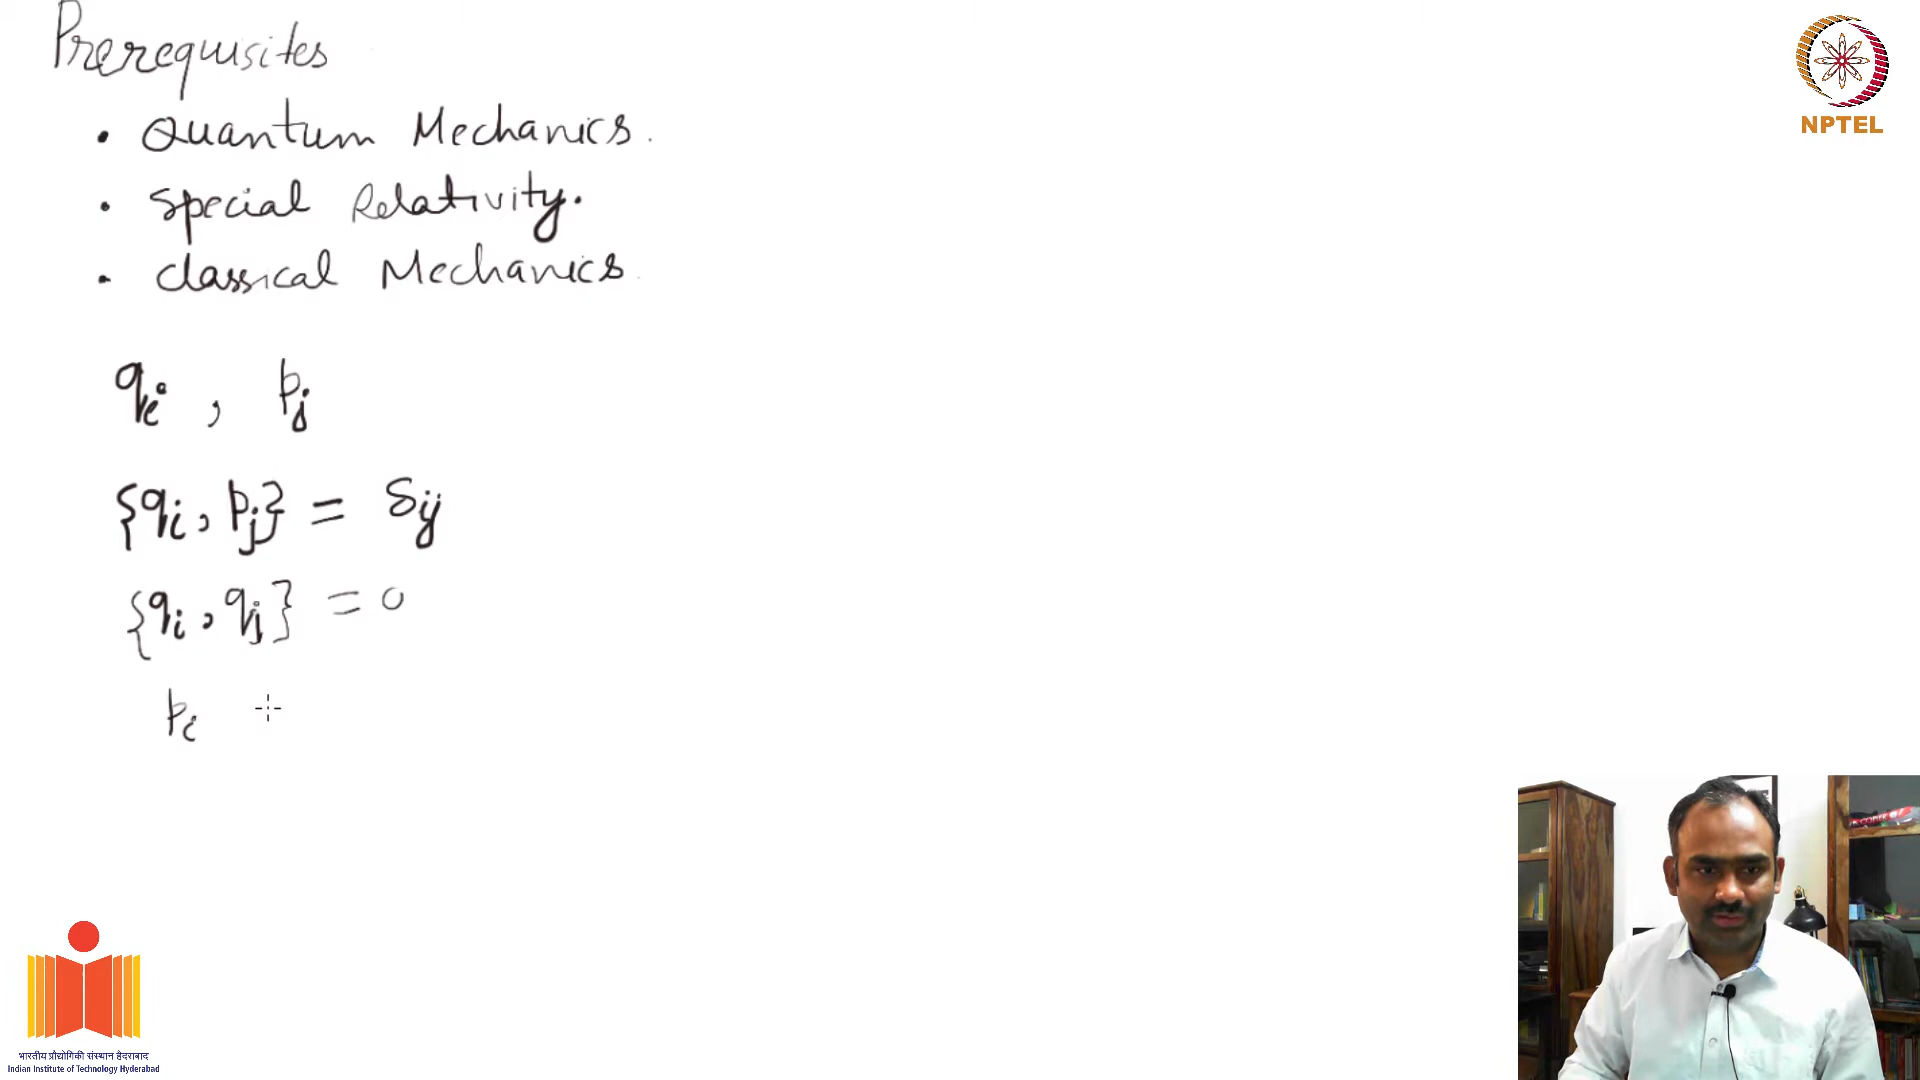 Prerequisites
• Quantum Mechanics.
• Special Relativity.
• Classical Mechanics.
qᵢ , pⱼ
{qᵢ, pⱼ} = δᵢⱼ
{qᵢ, qⱼ} = 0
pᵢ
NPTEL
भारतीय प्रौद्योगिकी संस्थान हैदराबाद
Indian Institute of Technology Hyderabad